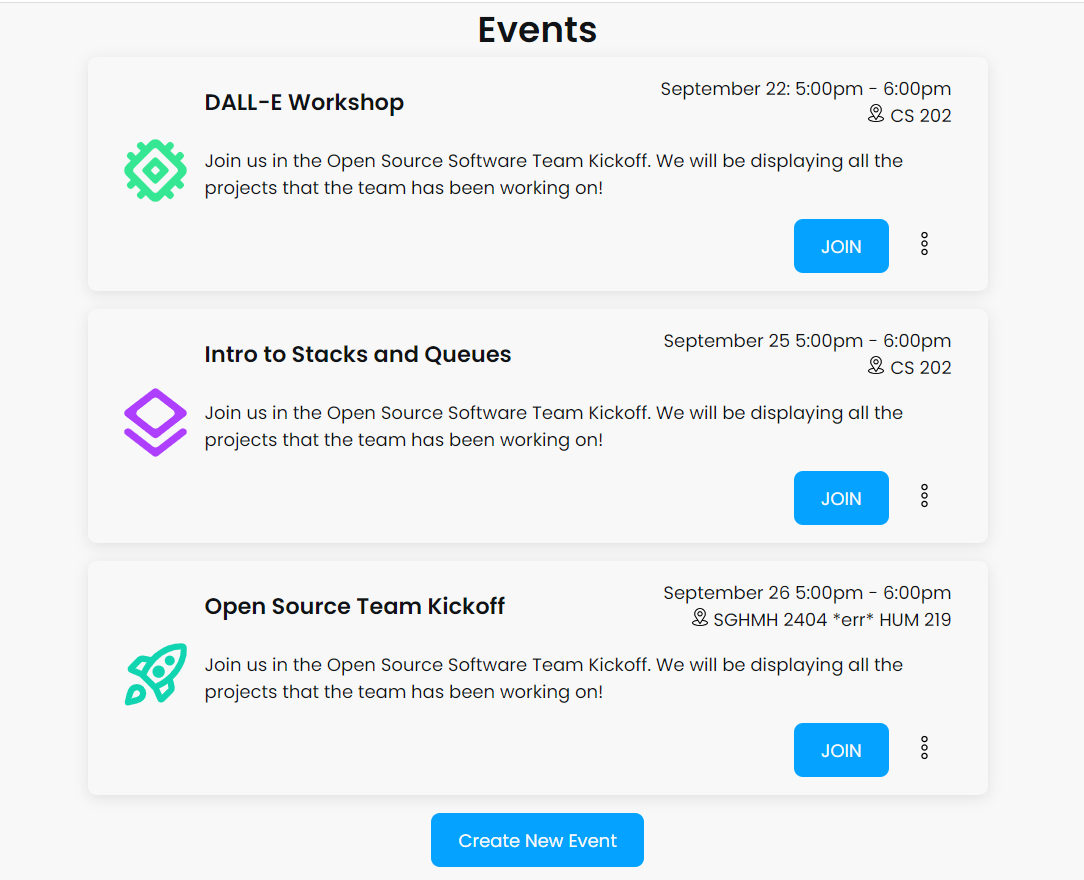 Events
DALL-E Workshop
September 22: 5:00pm - 6:00pm
CS 202
Join us in the Open Source Software Team Kickoff. We will be displaying all the
projects that the team has been working on!
JOIN
Intro to Stacks and Queues
September 25 5:00pm - 6:00pm
CS 202
Join us in the Open Source Software Team Kickoff. We will be displaying all the
projects that the team has been working on!
JOIN
Open Source Team Kickoff
September 26 5:00pm - 6:00pm
SGHMH 2404 *err* HUM 219
Join us in the Open Source Software Team Kickoff. We will be displaying all the
projects that the team has been working on!
JOIN
Create New Event